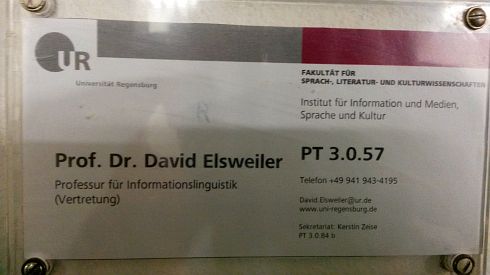 UR
Universität Regensburg
FAKULTÄT FÜR
SPRACH-, LITERATUR- UND KULTURWISSENSCHAFTEN
Institut für Information und Medien,
Sprache und Kultur
Prof. Dr. David Elsweiler
Professur für Informationslinguistik
(Vertretung)
PT 3.0.57
Telefon +49 941 943-4195
David.Elsweiler@ur.de
www.uni-regensburg.de
Sekretariat: Kerstin Zeise
PT 3.0.84 b